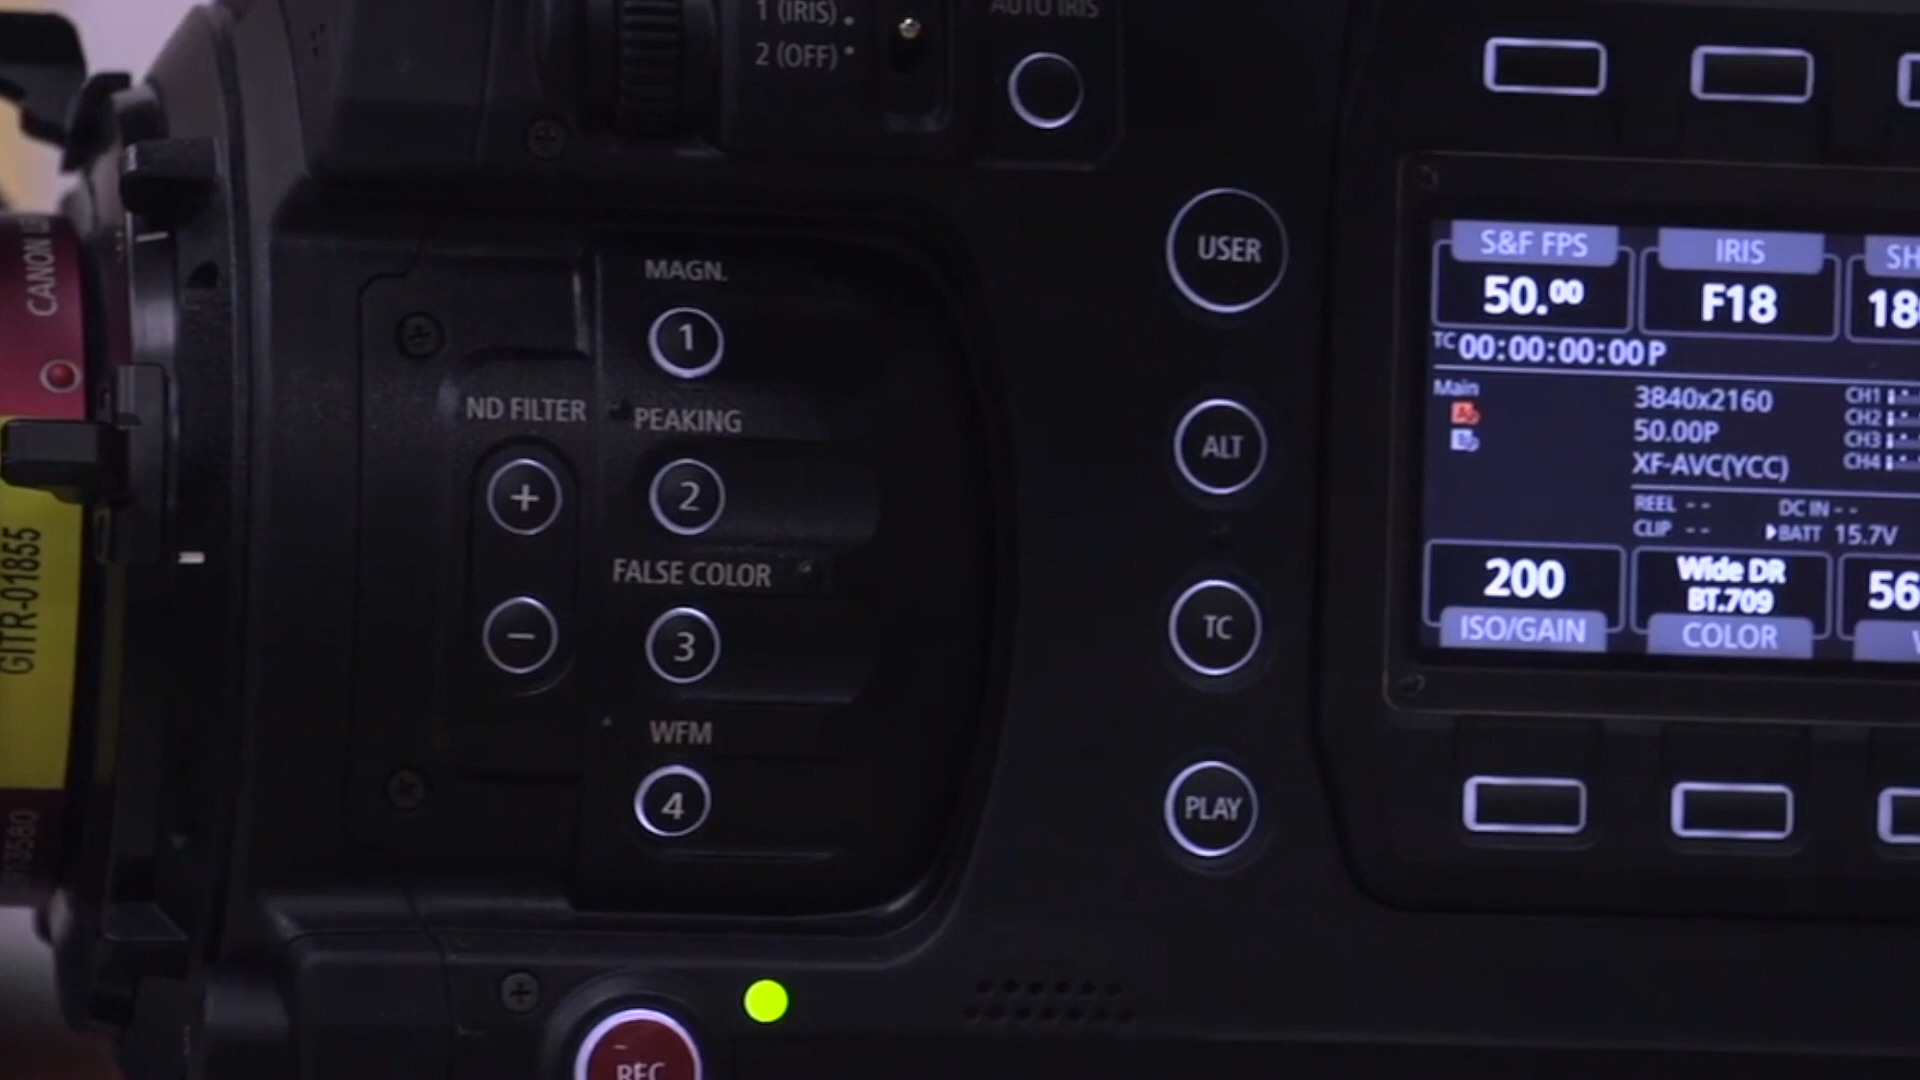 1 (IRIS)
2 (OFF)
AUTO IRIS
USER
MAGN.
1
ND FILTER
PEAKING
+
2
FALSE COLOR
−
3
WFM
4
ALT
TC
PLAY
REC
S&F FPS
50.00
IRIS
F18
TC 00:00:00:00 P
Main
3840x2160
50.00P
XF-AVC(YCC)
CH1
CH2
CH3
CH4
REEL --
DC IN --
CLIP --
BATT 15.7V
200
ISO/GAIN
Wide DR
BT.709
COLOR
56
CANON
GITR-01855